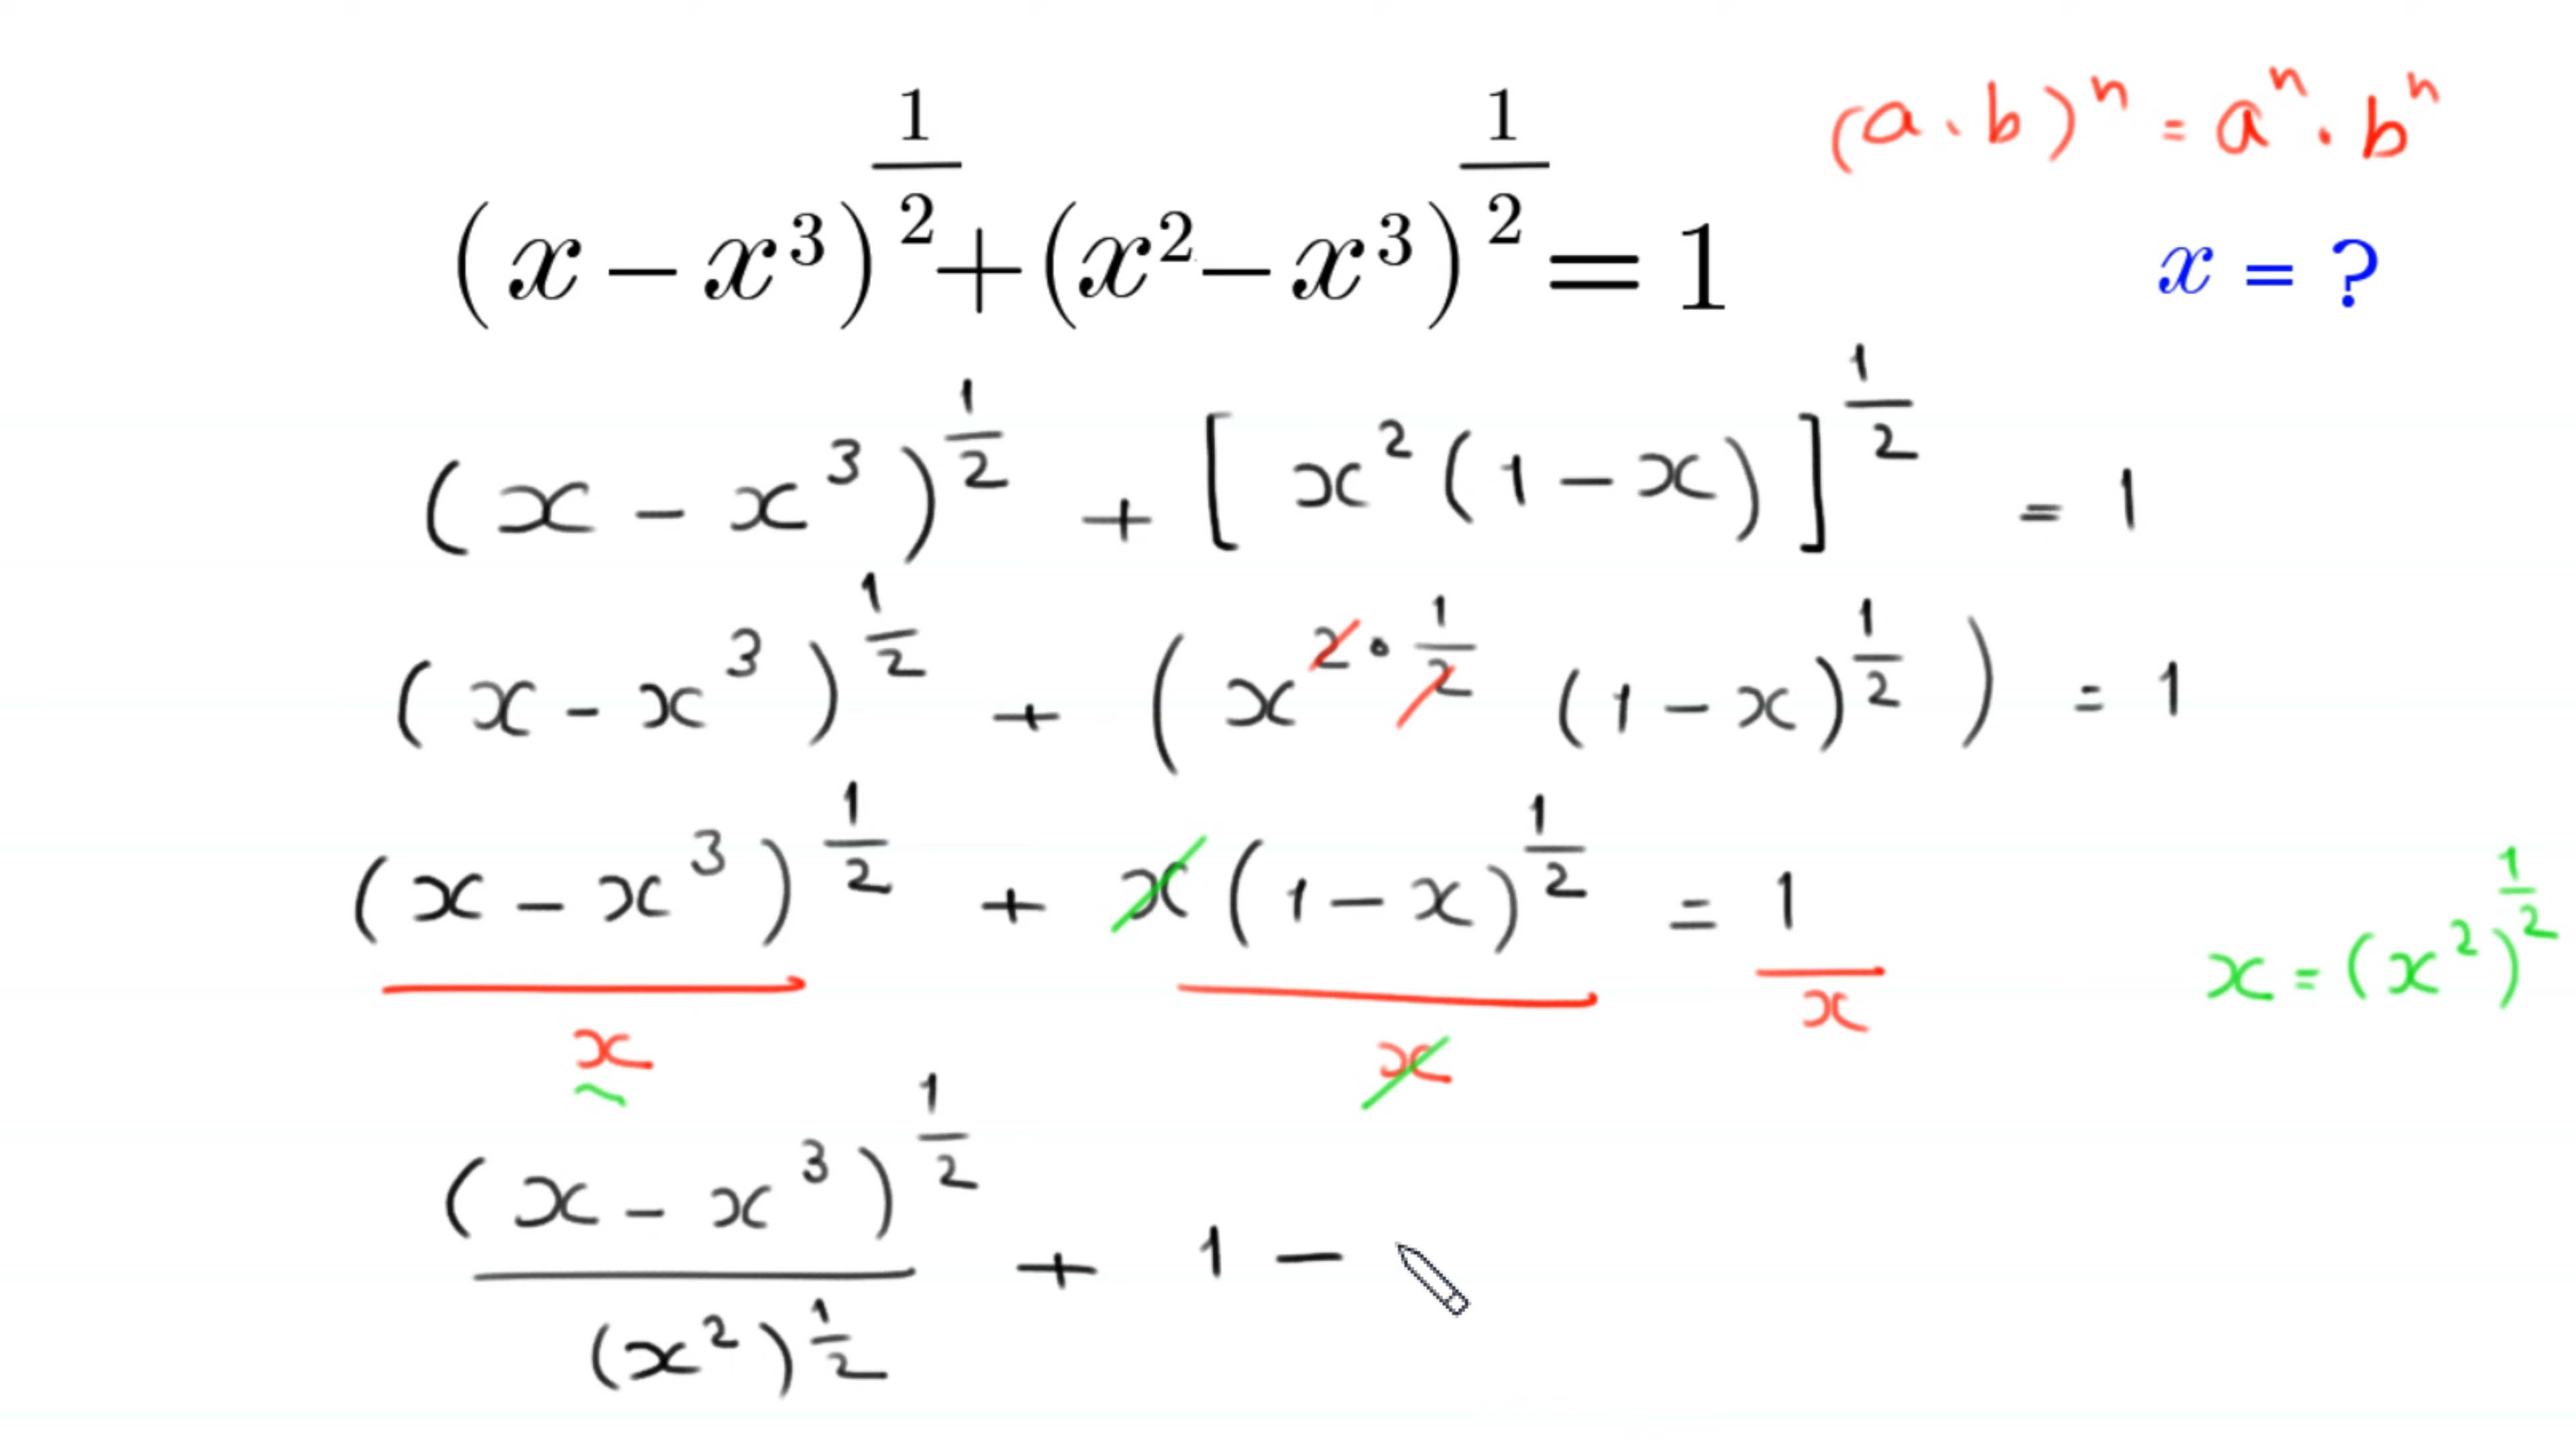 (x − x³)^(1/2) + (x² − x³)^(1/2) = 1
(a · b)ⁿ = aⁿ · bⁿ
x = ?
(x − x³)^(1/2) + [x²(1 − x)]^(1/2) = 1
(x − x³)^(1/2) + (x^(2 · 1/2) (1 − x)^(1/2)) = 1
(x − x³)^(1/2) / x + x(1 − x)^(1/2) / x = 1 / x
x = (x²)^(1/2)
(x − x³)^(1/2) / (x²)^(1/2) + 1 −